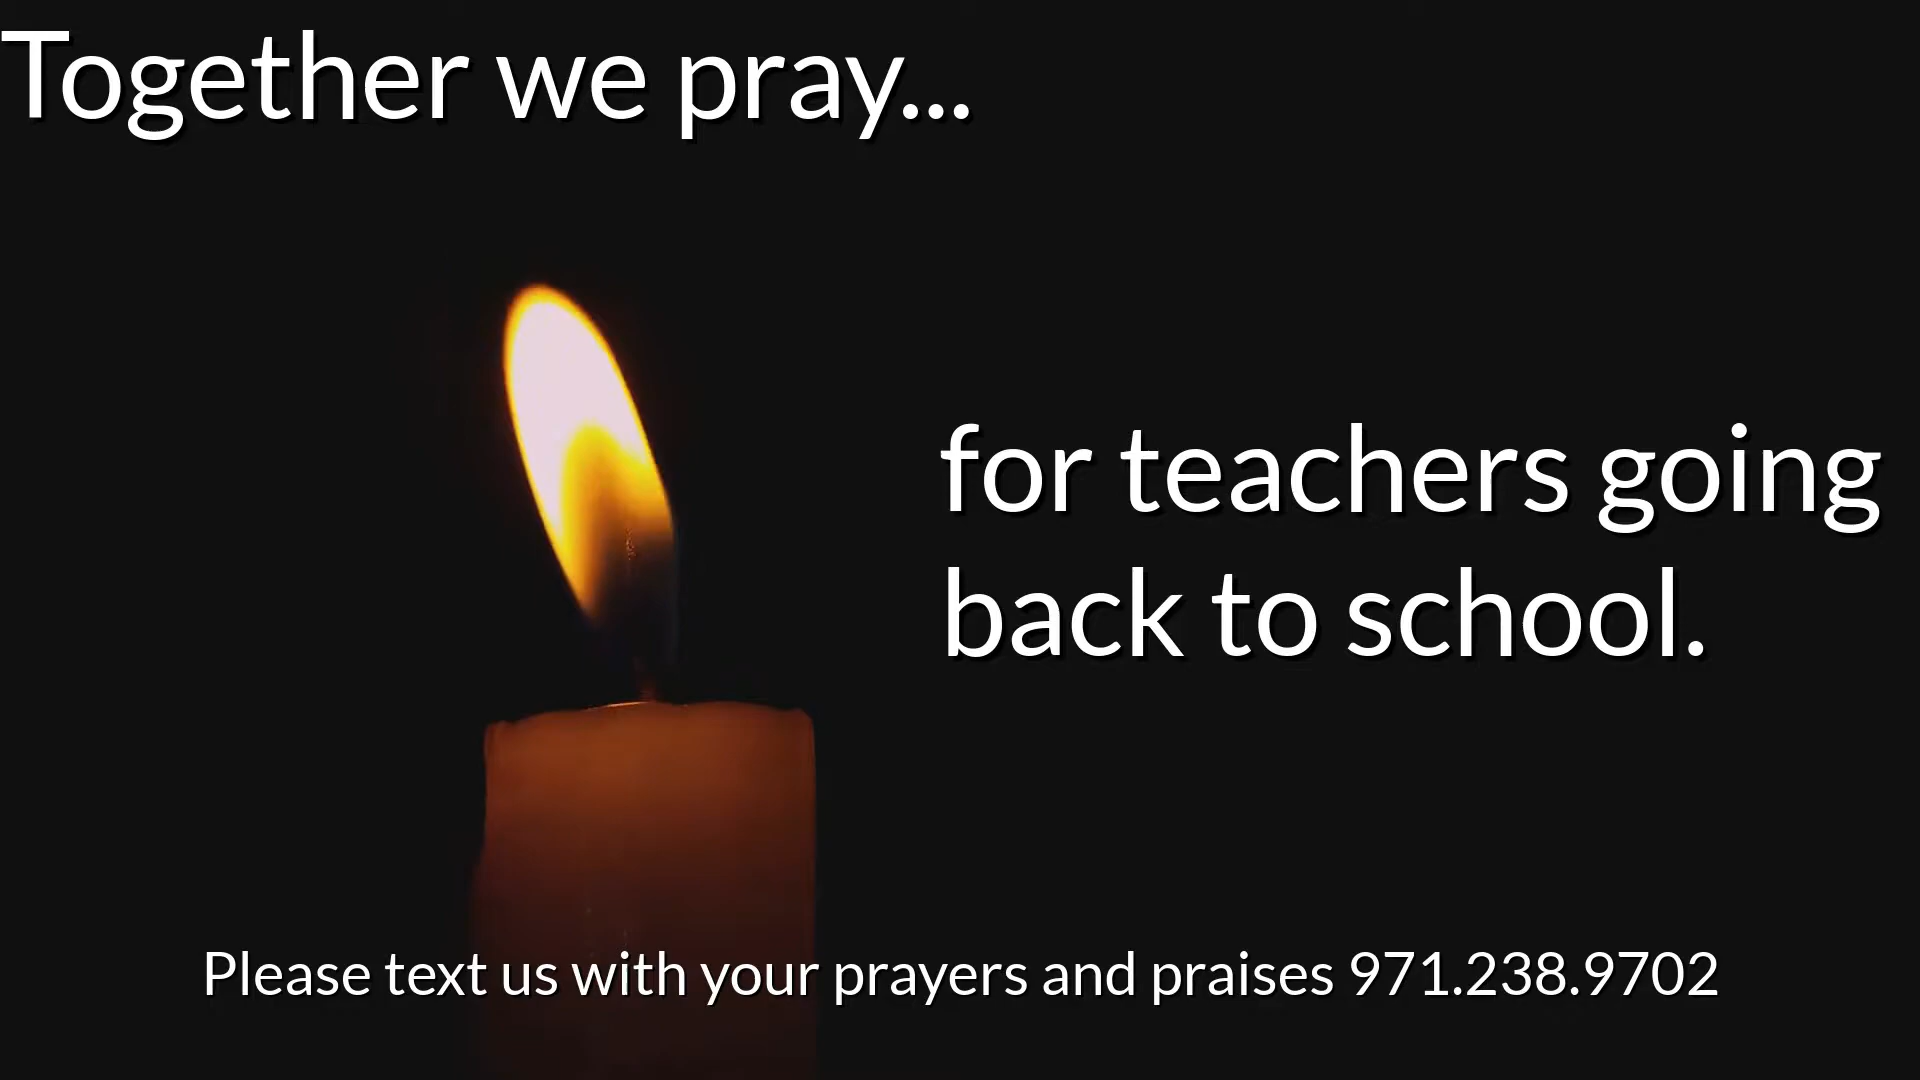 Together we pray...
for teachers going
back to school.
Please text us with your prayers and praises 971.238.9702